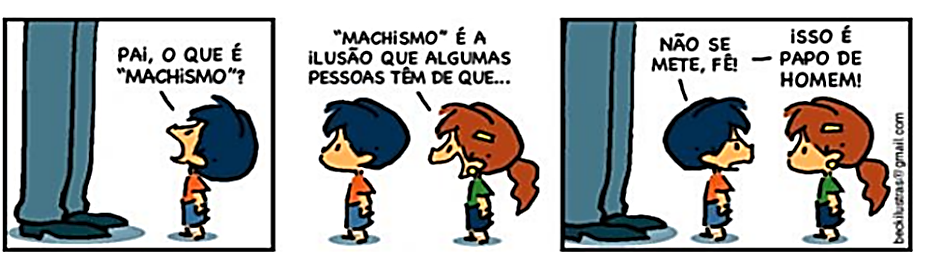 PAI, O QUE É
"MACHISMO"?
"MACHISMO" É A
ILUSÃO QUE ALGUMAS
PESSOAS TÊM DE QUE...
NÃO SE
METE, FÊ!
ISSO É
PAPO DE
HOMEM!
beckilustras@gmail.com